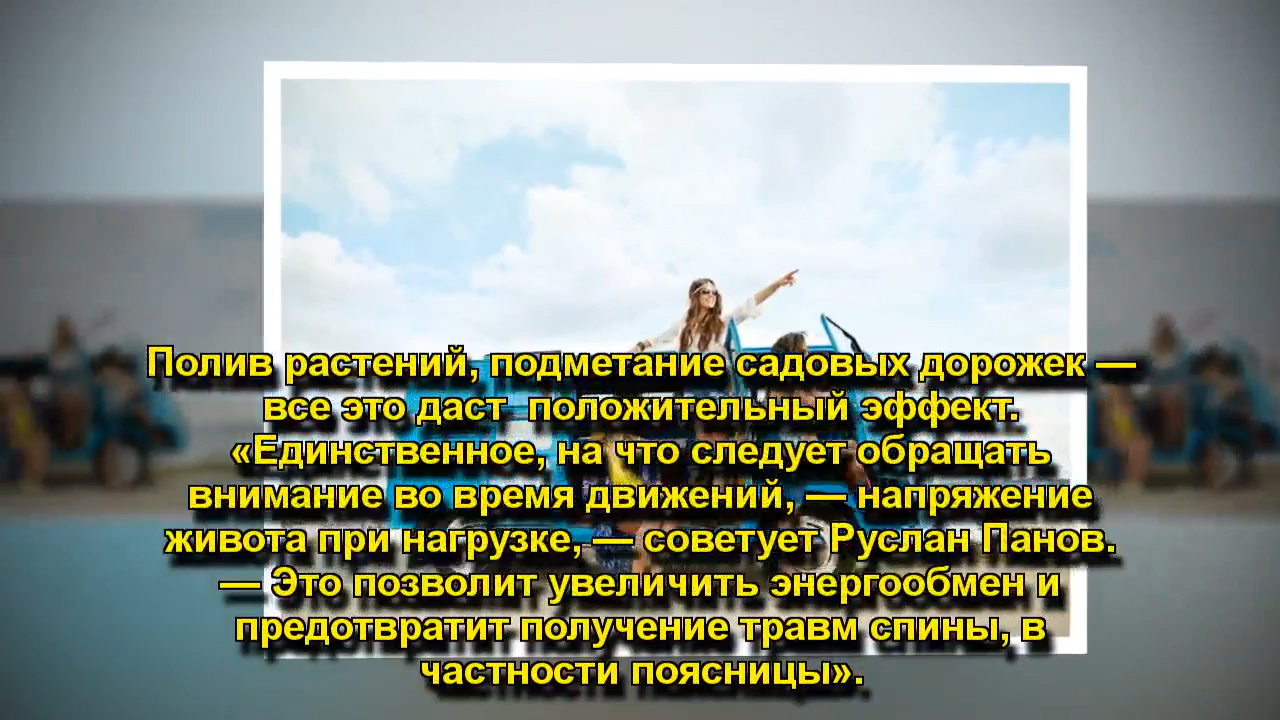 Полив растений, подметание садовых дорожек —
все это даст положительный эффект.
«Единственное, на что следует обращать
внимание во время движений, — напряжение
живота при нагрузке, — советует Руслан Панов.
— Это позволит увеличить энергообмен и
предотвратит получение травм спины, в
частности поясницы».